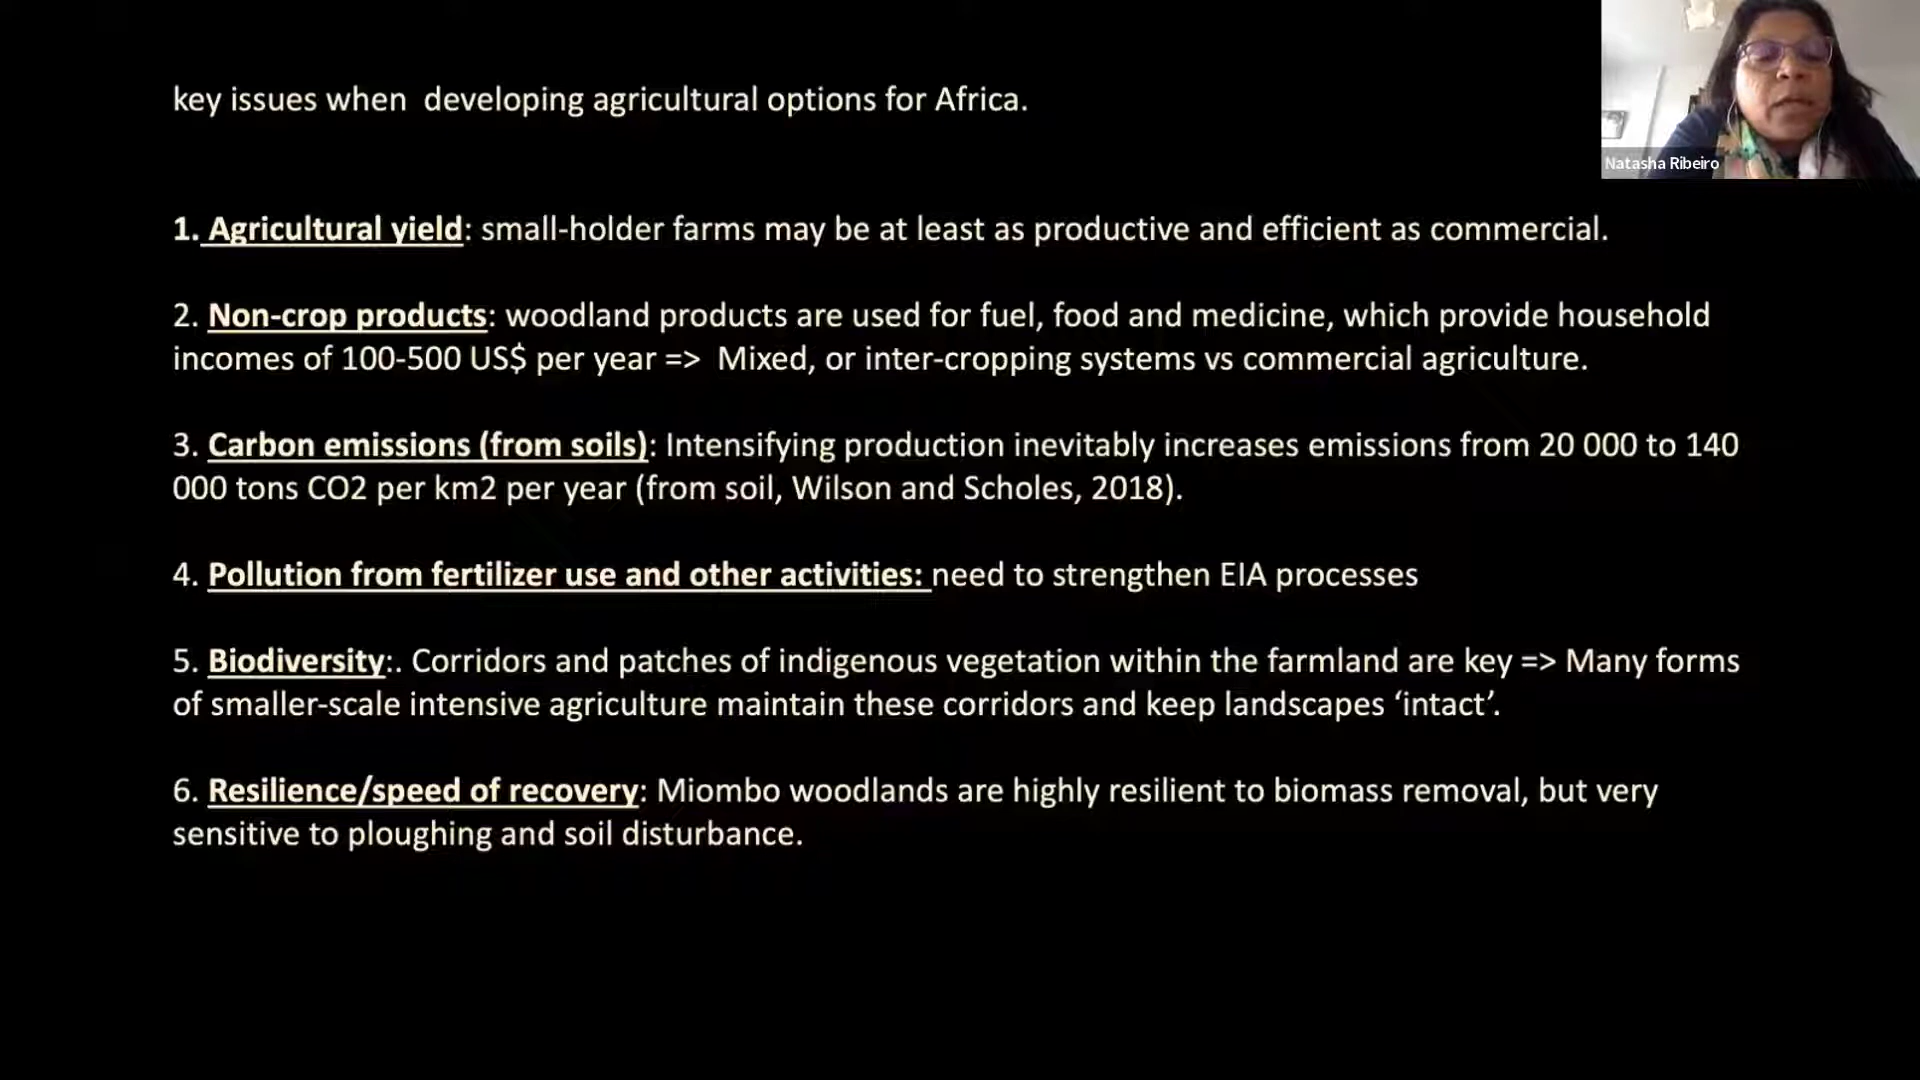 key issues when developing agricultural options for Africa.
Natasha Ribeiro
1. Agricultural yield: small-holder farms may be at least as productive and efficient as commercial.
2. Non-crop products: woodland products are used for fuel, food and medicine, which provide household
incomes of 100-500 US$ per year => Mixed, or inter-cropping systems vs commercial agriculture.
3. Carbon emissions (from soils): Intensifying production inevitably increases emissions from 20 000 to 140
000 tons CO2 per km2 per year (from soil, Wilson and Scholes, 2018).
4. Pollution from fertilizer use and other activities: need to strengthen EIA processes
5. Biodiversity:. Corridors and patches of indigenous vegetation within the farmland are key => Many forms
of smaller-scale intensive agriculture maintain these corridors and keep landscapes ‘intact’.
6. Resilience/speed of recovery: Miombo woodlands are highly resilient to biomass removal, but very
sensitive to ploughing and soil disturbance.